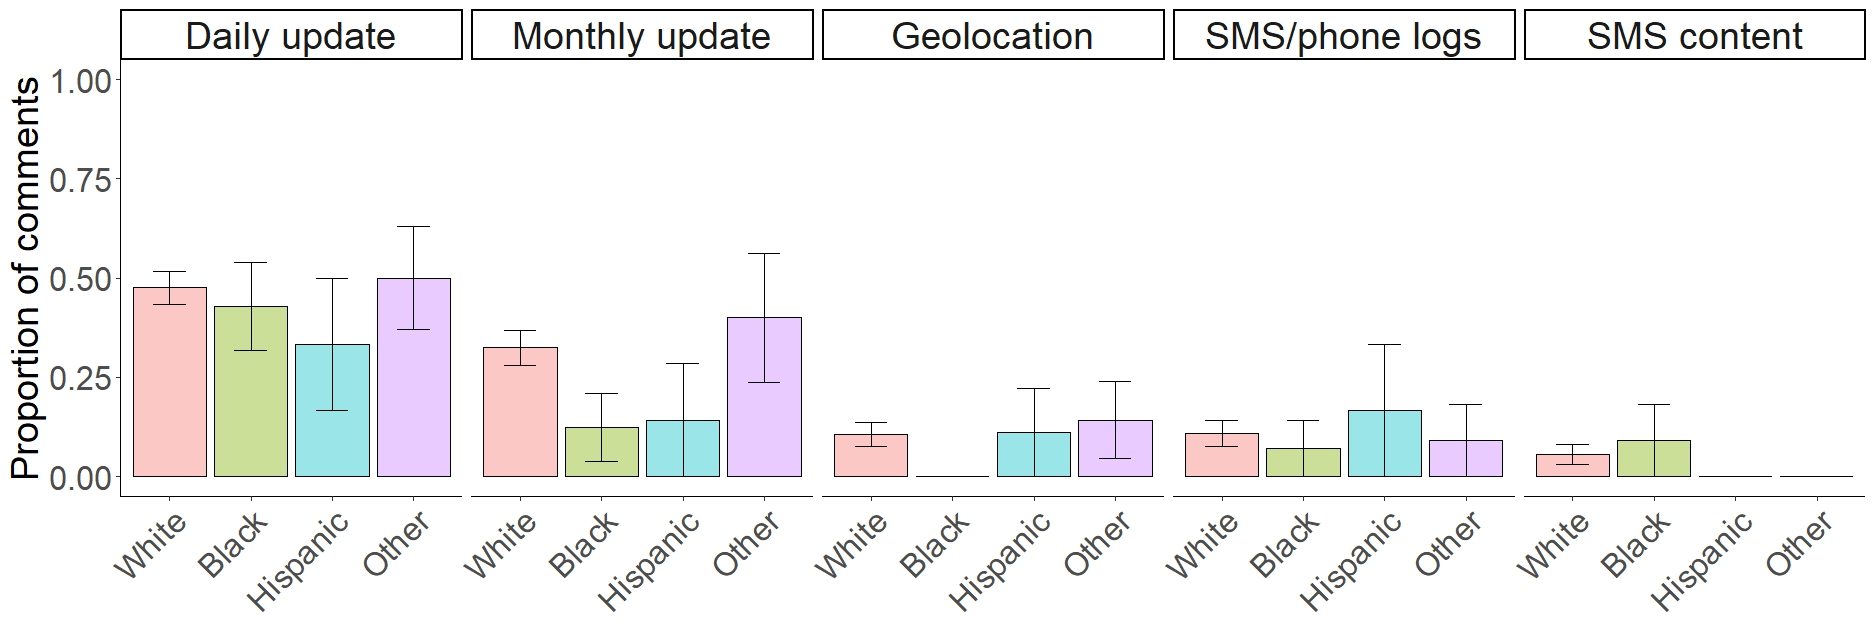 Daily update
Monthly update
Geolocation
SMS/phone logs
SMS content
Proportion of comments
1.00
0.75
0.50
0.25
0.00
White
Black
Hispanic
Other
White
Black
Hispanic
Other
White
Black
Hispanic
Other
White
Black
Hispanic
Other
White
Black
Hispanic
Other